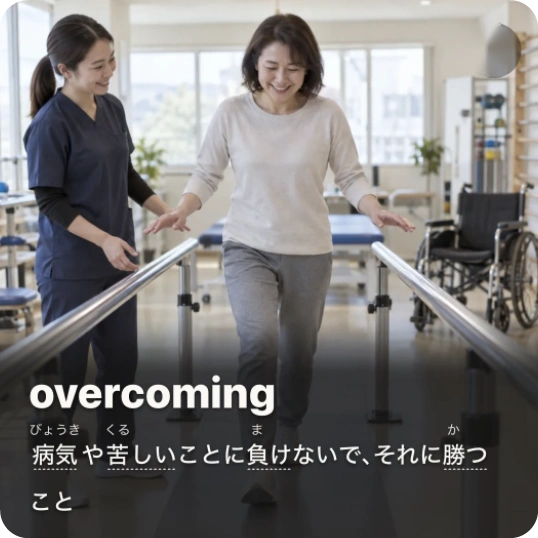 overcoming
びょうき くる ま か
病気や苦しいことに負けないで、それに勝つ
こと